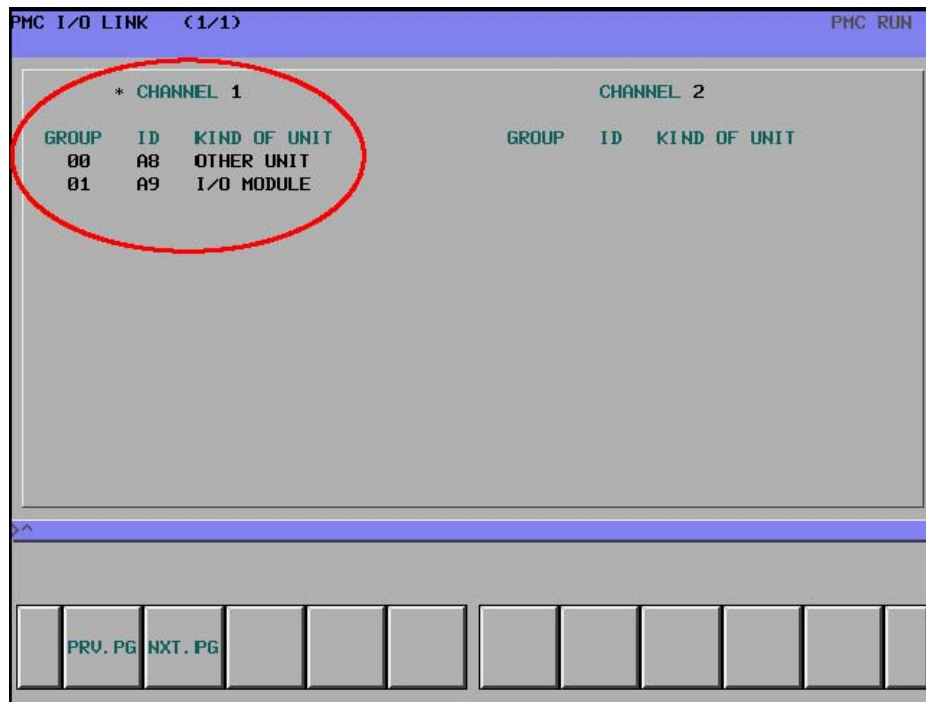 PMC I/O LINK (1/1) PMC RUN
* CHANNEL 1 CHANNEL 2
GROUP ID KIND OF UNIT GROUP ID KIND OF UNIT
00 A8 OTHER UNIT
01 A9 I/O MODULE
>^
PRV.PG NXT.PG